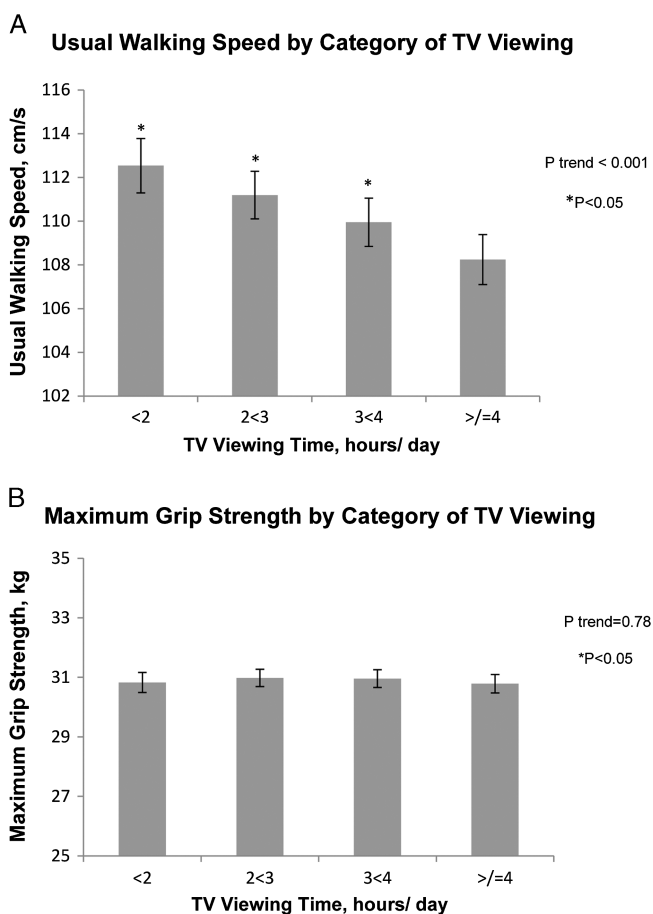 A
Usual Walking Speed by Category of TV Viewing
116
114
112
110
108
106
104
102
Usual Walking Speed, cm/s
*
*
*
P trend < 0.001
*P<0.05
<2
2<3
3<4
>/=4
TV Viewing Time, hours/ day
B
Maximum Grip Strength by Category of TV Viewing
35
33
31
29
27
25
Maximum Grip Strength, kg
P trend=0.78
*P<0.05
<2
2<3
3<4
>/=4
TV Viewing Time, hours/ day